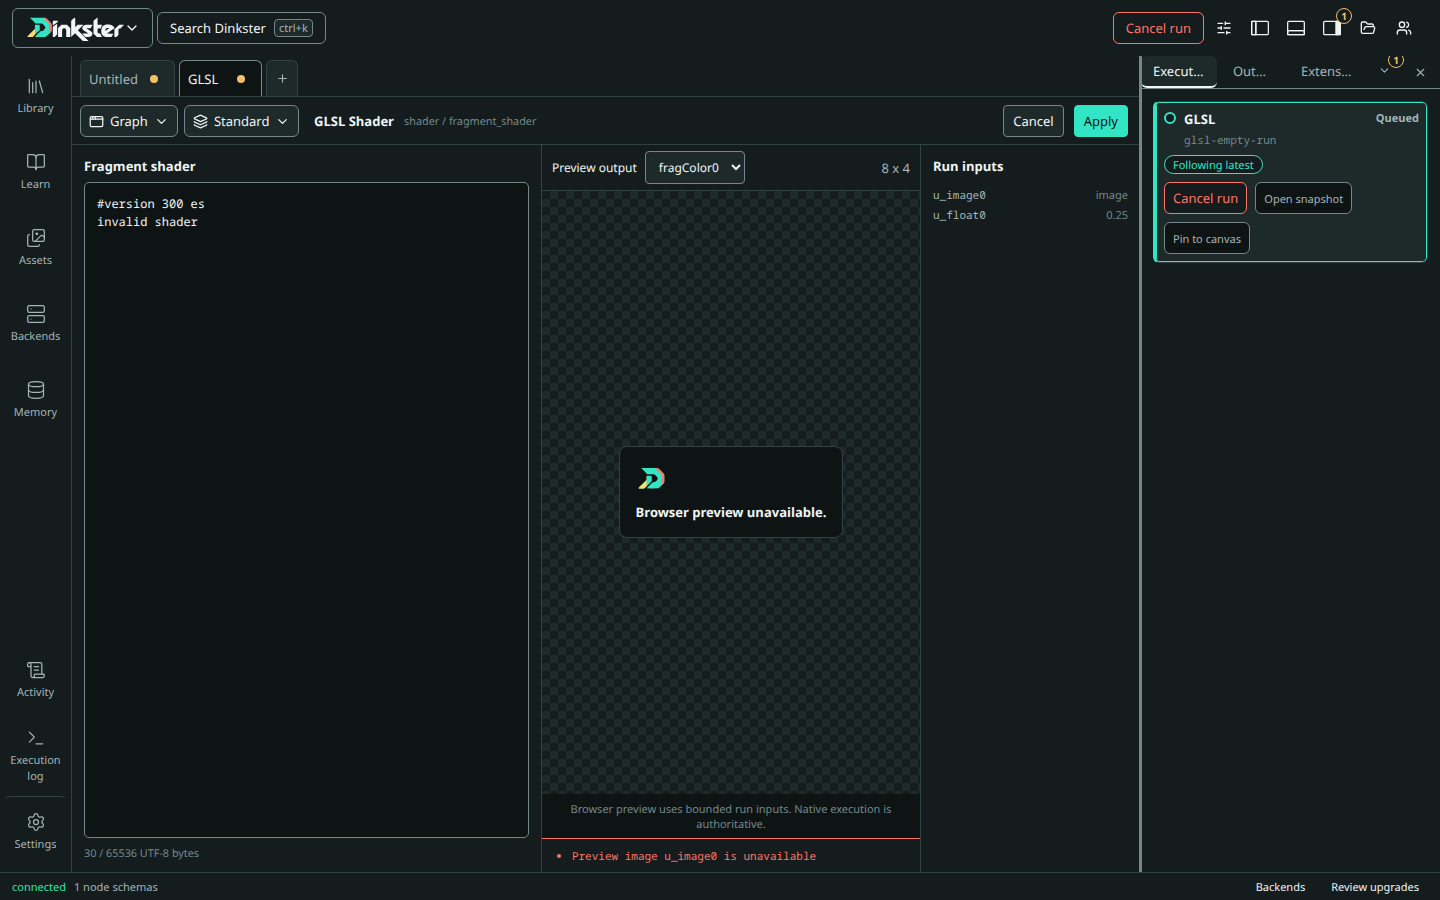 Dinkster
Search Dinkster ctrl+k
Cancel run
1
Library
Learn
Assets
Backends
Memory
Activity
Execution
log
Settings
Untitled
GLSL
+
Graph
Standard
GLSL Shader shader / fragment_shader
Cancel
Apply
Fragment shader
#version 300 es
invalid shader
30 / 65536 UTF-8 bytes
Preview output fragColor0 8 x 4
Browser preview unavailable.
Browser preview uses bounded run inputs. Native execution is
authoritative.
• Preview image u_image0 is unavailable
Run inputs
u_image0 image
u_float0 0.25
Execut... Out... Extens... 1
GLSL Queued
glsl-empty-run
Following latest
Cancel run Open snapshot
Pin to canvas
connected 1 node schemas
Backends Review upgrades